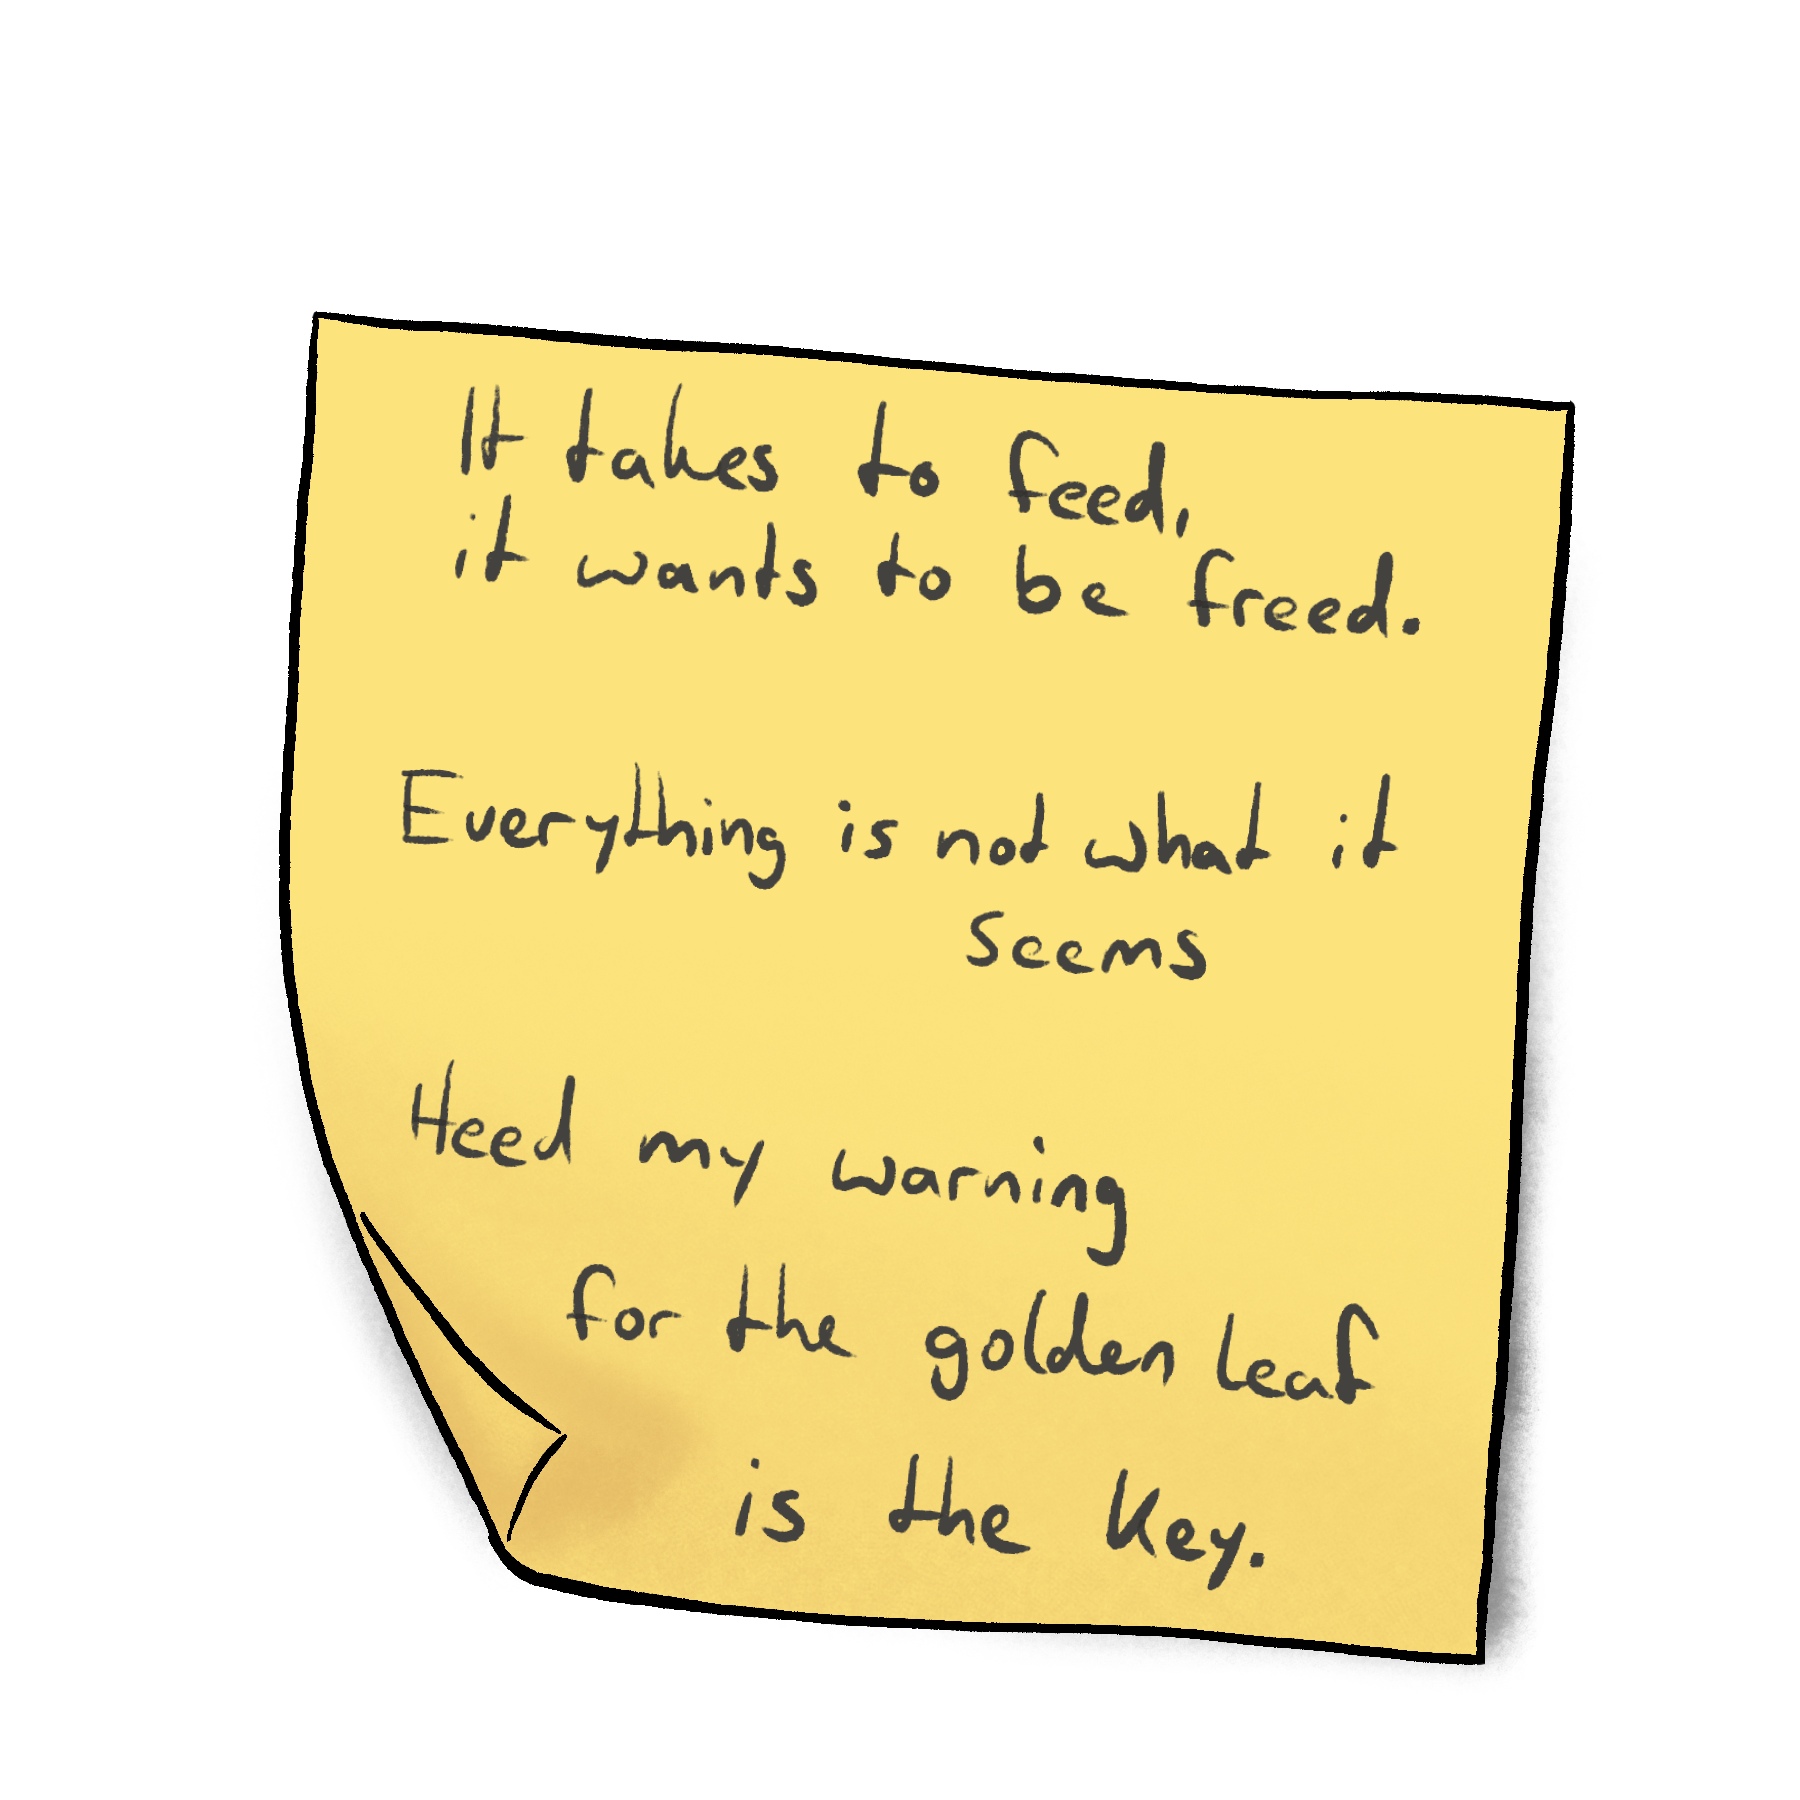 It takes to feed,
it wants to be freed.
Everything is not what it
seems
Heed my warning
for the golden leaf
is the key.